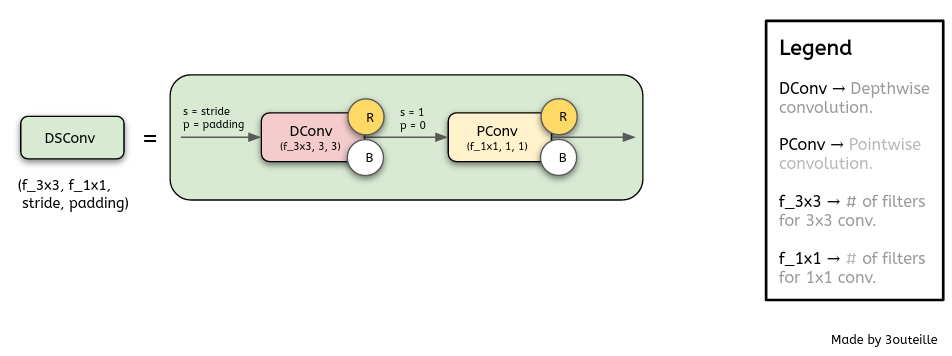 DSConv
(f_3x3, f_1x1,
stride, padding)
=
s = stride
p = padding
DConv
(f_3x3, 3, 3)
R
B
s = 1
p = 0
PConv
(f_1x1, 1, 1)
R
B
Legend
DConv → Depthwise
convolution.
PConv → Pointwise
convolution.
f_3x3 → # of filters
for 3x3 conv.
f_1x1 → # of filters
for 1x1 conv.
Made by 3outeille